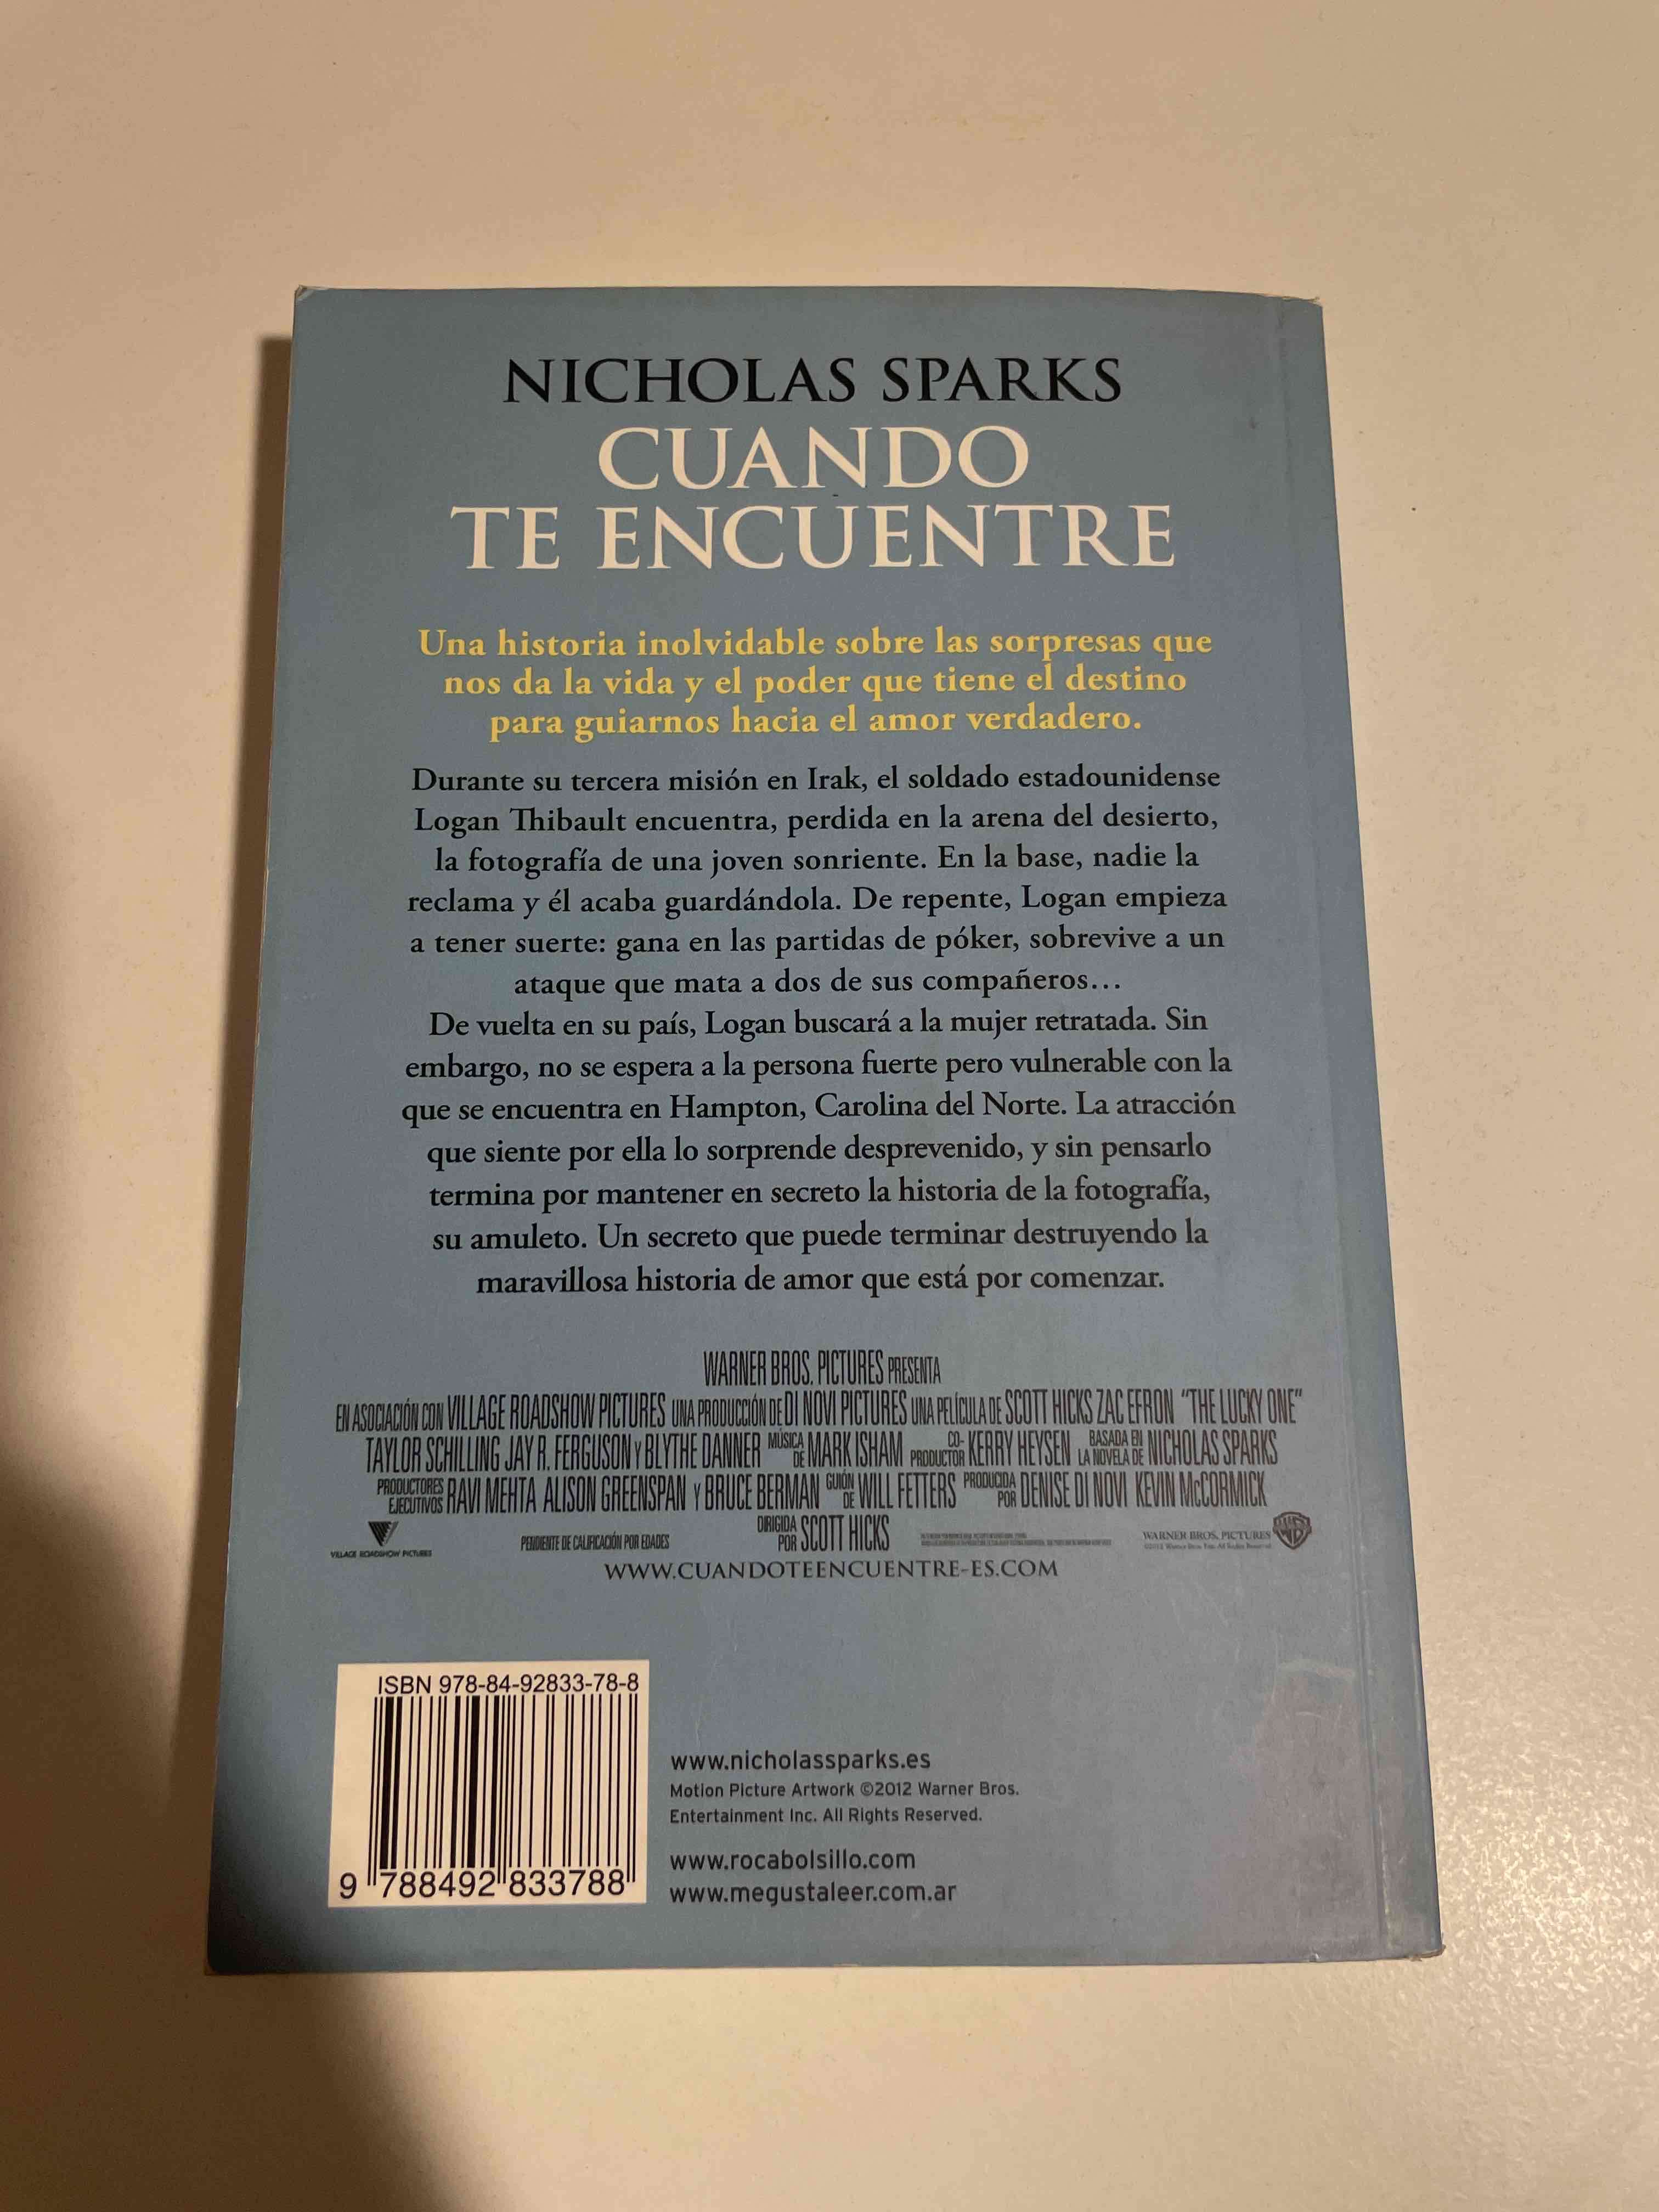 NICHOLAS SPARKS
CUANDO
TE ENCUENTRE
Una historia inolvidable sobre las sorpresas que
nos da la vida y el poder que tiene el destino
para guiarnos hacia el amor verdadero.
Durante su tercera misión en Irak, el soldado estadounidense
Logan Thibault encuentra, perdida en la arena del desierto,
la fotografía de una joven sonriente. En la base, nadie la
reclama y él acaba guardándola. De repente, Logan empieza
a tener suerte: gana en las partidas de póker, sobrevive a un
ataque que mata a dos de sus compañeros…
De vuelta en su país, Logan buscará a la mujer retratada. Sin
embargo, no se espera a la persona fuerte pero vulnerable con la
que se encuentra en Hampton, Carolina del Norte. La atracción
que siente por ella lo sorprende desprevenido, y sin pensarlo
termina por mantener en secreto la historia de la fotografía,
su amuleto. Un secreto que puede terminar destruyendo la
maravillosa historia de amor que está por comenzar.
WARNER BROS. PICTURES PRESENTA
EN ASOCIACIÓN CON VILLAGE ROADSHOW PICTURES UNA PRODUCCIÓN DE DI NOVI PICTURES UNA PELÍCULA DE SCOTT HICKS ZAC EFRON "THE LUCKY ONE"
TAYLOR SCHILLING JAY R. FERGUSON Y BLYTHE DANNER MÚSICA DE MARK ISHAM CO-PRODUCTOR KERRY HEYSEN BASADA EN LA NOVELA DE NICHOLAS SPARKS
PRODUCTORES EJECUTIVOS RAVI MEHTA ALISON GREENSPAN Y BRUCE BERMAN GUIÓN DE WILL FETTERS PRODUCIDA POR DENISE DI NOVI KEVIN McCORMICK
VILLAGE ROADSHOW PICTURES PENDIENTE DE CALIFICACIÓN POR EDADES DIRIGIDA POR SCOTT HICKS WARNER BROS. PICTURES WB
WWW.CUANDOTEENCUENTRE-ES.COM
ISBN 978-84-92833-78-8
9 788492 833788
www.nicholassparks.es
Motion Picture Artwork ©2012 Warner Bros.
Entertainment Inc. All Rights Reserved.
www.rocabolsillo.com
www.megustaleer.com.ar